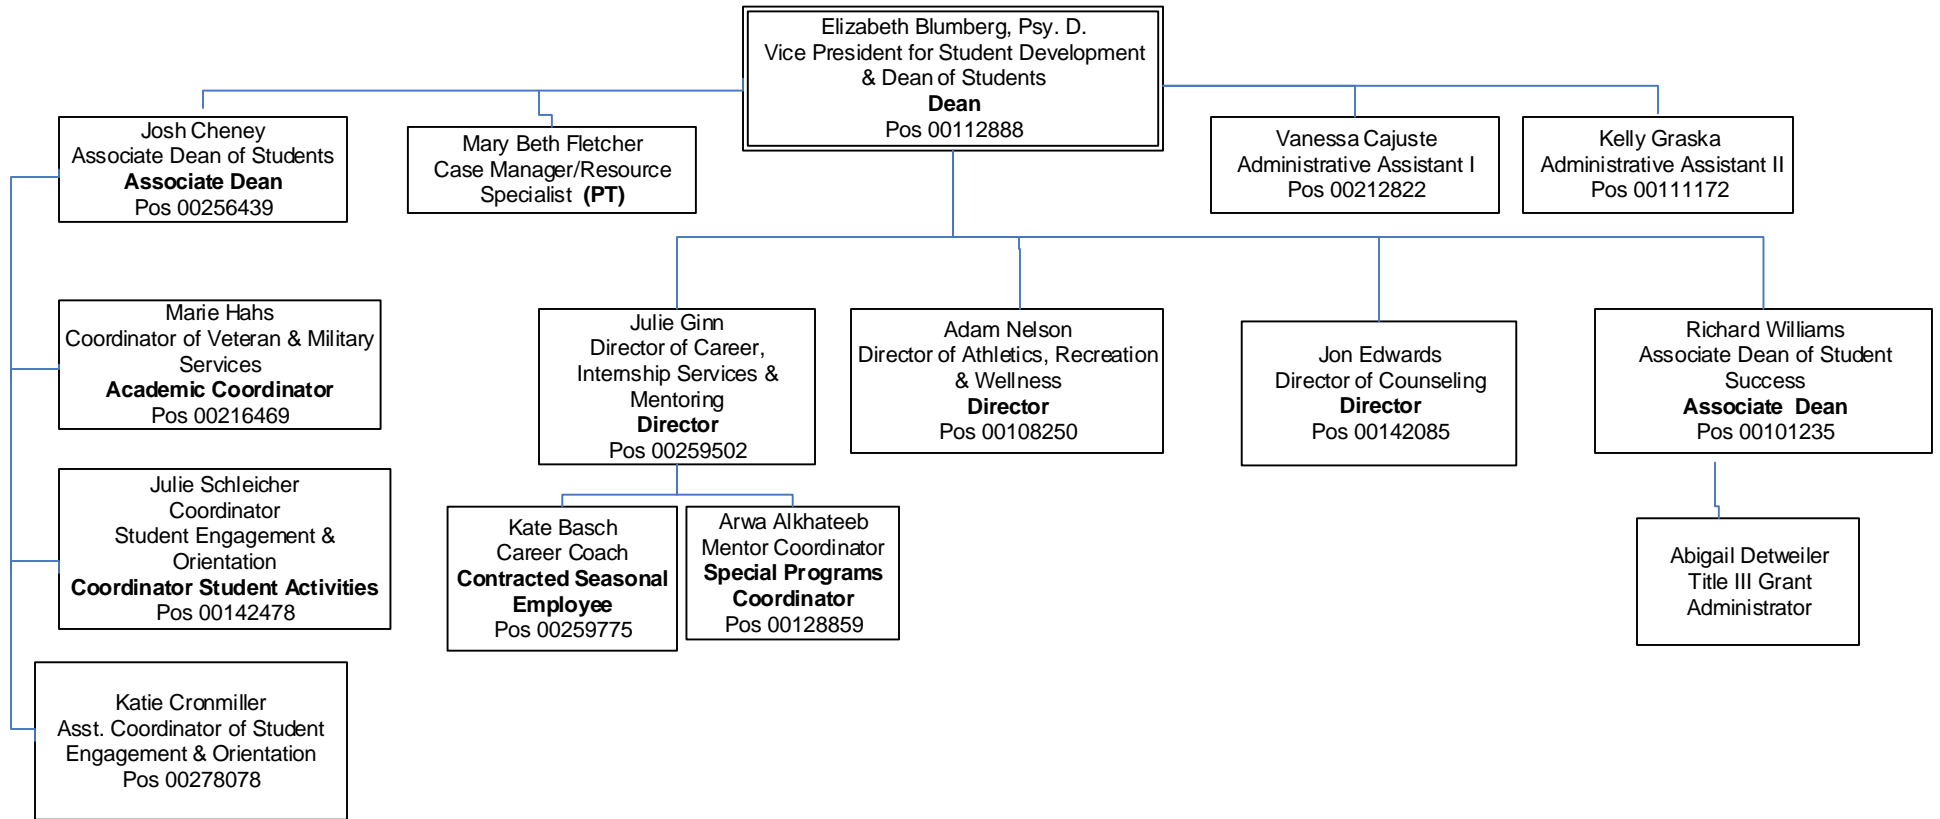 Elizabeth Blumberg, Psy. D.
Vice President for Student Development
& Dean of Students
Dean
Pos 00112888
Josh Cheney
Associate Dean of Students
Associate Dean
Pos 00256439
Mary Beth Fletcher
Case Manager/Resource
Specialist (PT)
Vanessa Cajuste
Administrative Assistant I
Pos 00212822
Kelly Graska
Administrative Assistant II
Pos 00111172
Marie Hahs
Coordinator of Veteran & Military
Services
Academic Coordinator
Pos 00216469
Julie Schleicher
Coordinator
Student Engagement &
Orientation
Coordinator Student Activities
Pos 00142478
Katie Cronmiller
Asst. Coordinator of Student
Engagement & Orientation
Pos 00278078
Julie Ginn
Director of Career,
Internship Services &
Mentoring
Director
Pos 00259502
Adam Nelson
Director of Athletics, Recreation
& Wellness
Director
Pos 00108250
Jon Edwards
Director of Counseling
Director
Pos 00142085
Richard Williams
Associate Dean of Student
Success
Associate Dean
Pos 00101235
Kate Basch
Career Coach
Contracted Seasonal
Employee
Pos 00259775
Arwa Alkhateeb
Mentor Coordinator
Special Programs
Coordinator
Pos 00128859
Abigail Detweiler
Title III Grant
Administrator